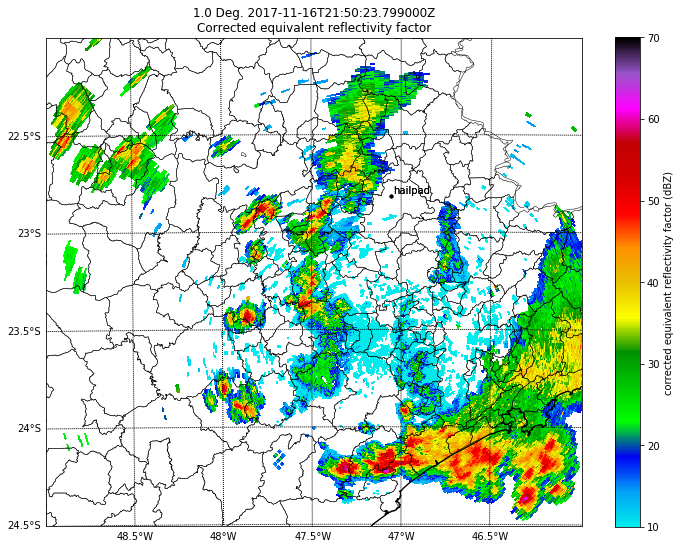 1.0 Deg. 2017-11-16T21:50:23.799000Z
Corrected equivalent reflectivity factor
70
60
50
40
30
20
10
corrected equivalent reflectivity factor (dBZ)
22.5°S
23°S
23.5°S
24°S
24.5°S
hailpad
48.5°W
48°W
47.5°W
47°W
46.5°W